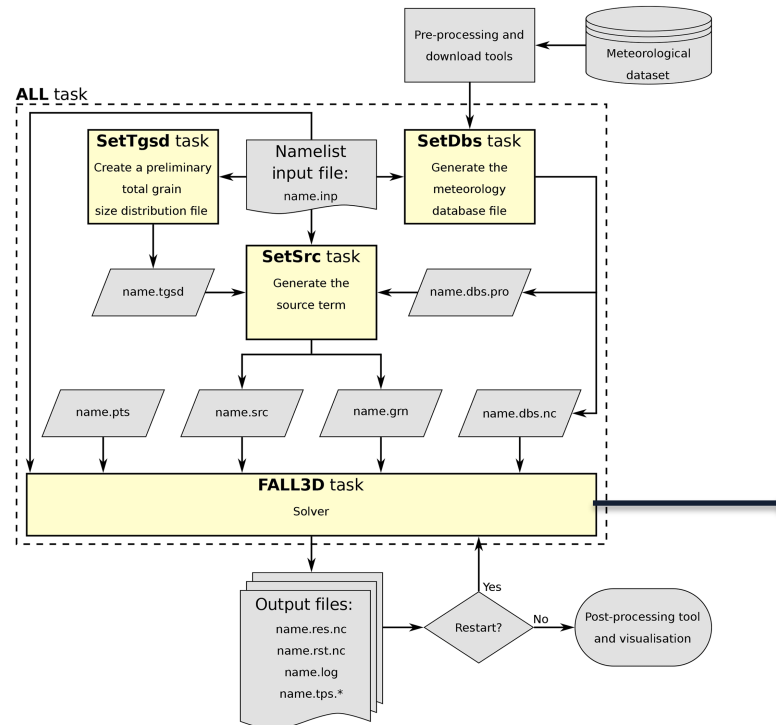 Pre-processing and
download tools
Meteorological
dataset
ALL task
SetTgsd task
Create a preliminary
total grain
size distribution file
Namelist
input file:
name.inp
SetDbs task
Generate the
meteorology
database file
SetSrc task
Generate the
source term
name.tgsd
name.dbs.pro
name.pts
name.src
name.grn
name.dbs.nc
FALL3D task
Solver
Output files:
name.res.nc
name.rst.nc
name.log
name.tps.*
Restart?
Yes
No
Post-processing tool
and visualisation